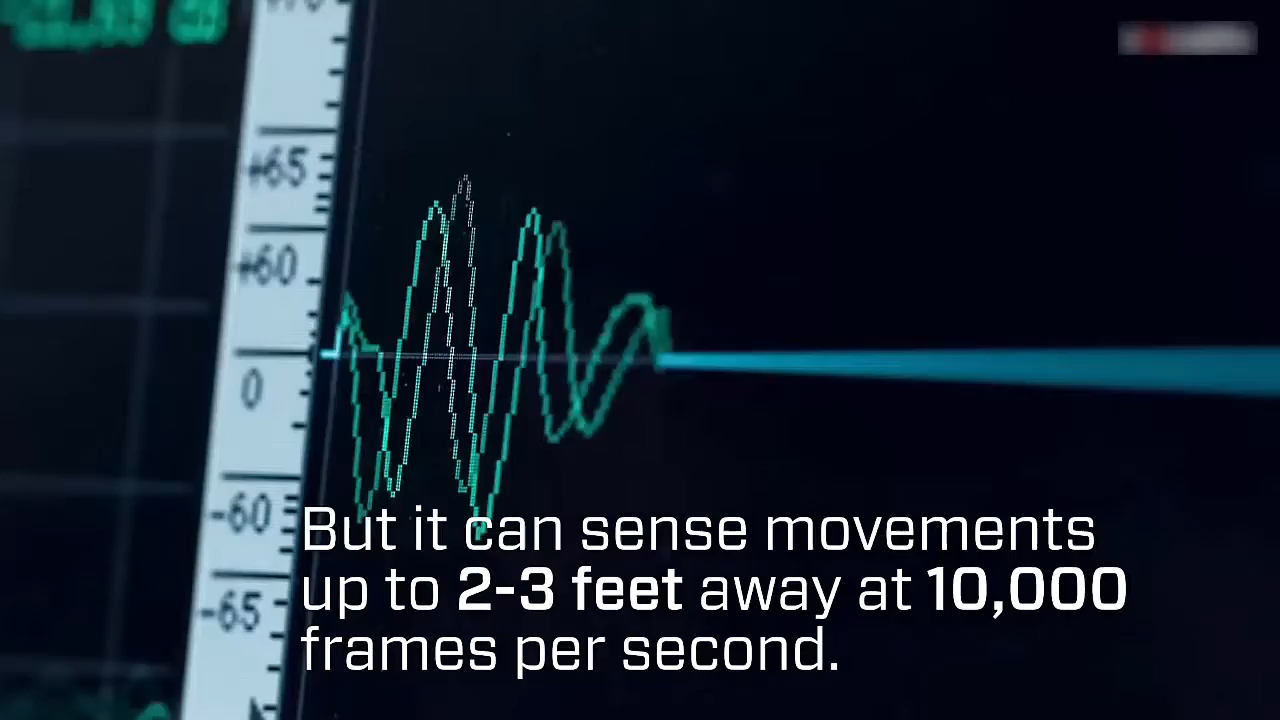 +65
+60
0
-60
-65
But it can sense movements
up to 2-3 feet away at 10,000
frames per second.